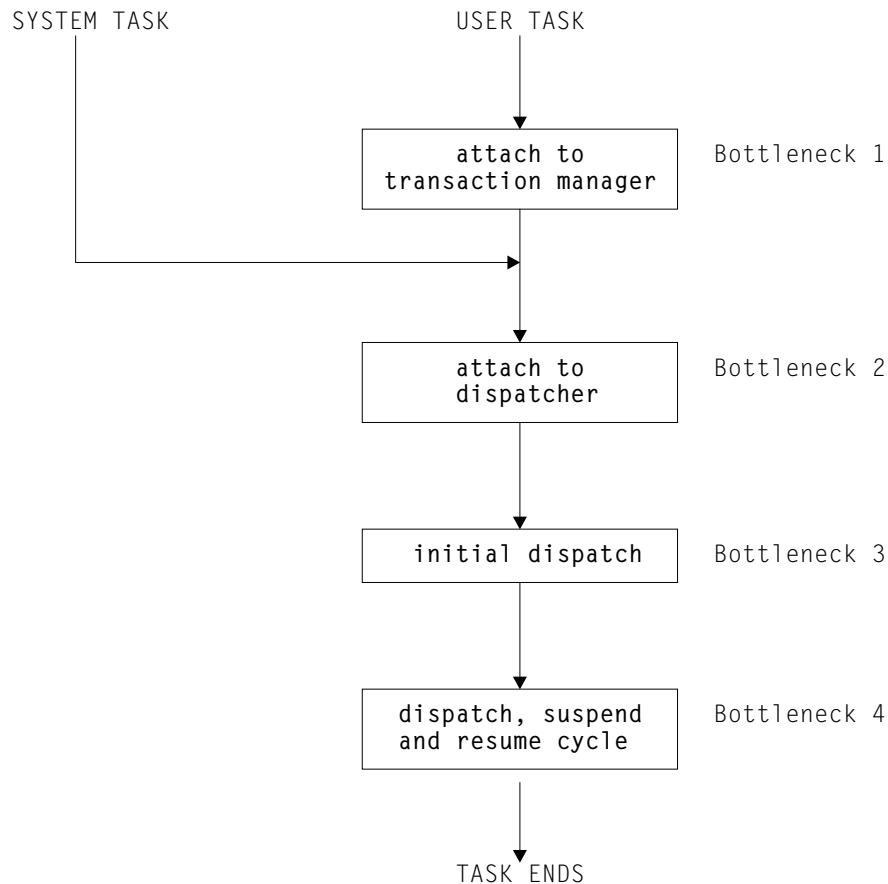 SYSTEM TASK
USER TASK
attach to
transaction manager
Bottleneck 1
attach to
dispatcher
Bottleneck 2
initial dispatch
Bottleneck 3
dispatch, suspend
and resume cycle
Bottleneck 4
TASK ENDS